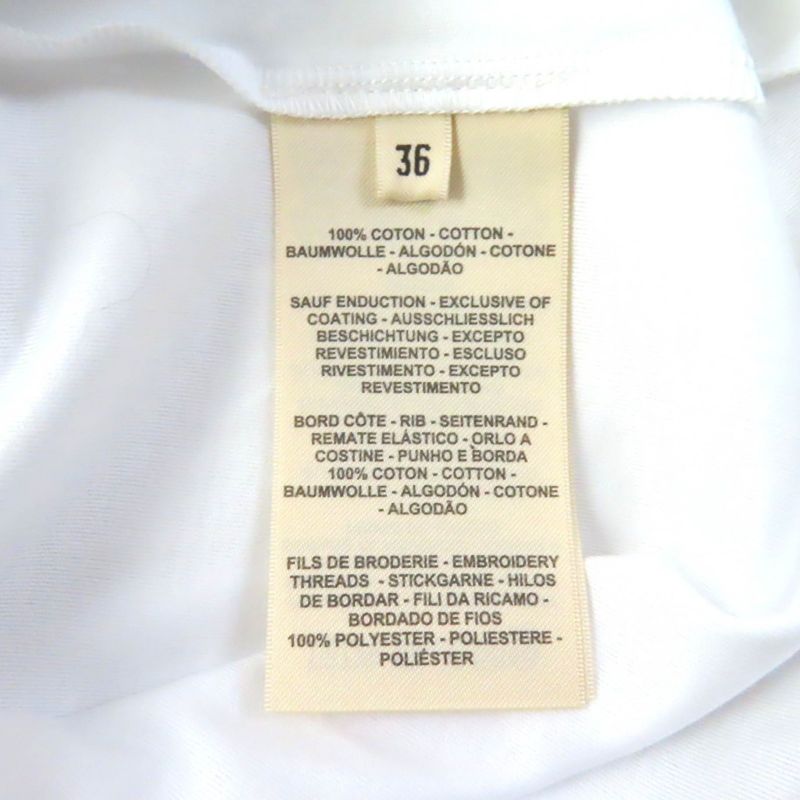 36
100% COTON - COTTON -
BAUMWOLLE - ALGODÓN - COTONE
- ALGODÃO
SAUF ENDUCTION - EXCLUSIVE OF
COATING - AUSSCHLIESSLICH
BESCHICHTUNG - EXCEPTO
REVESTIMIENTO - ESCLUSO
RIVESTIMENTO - EXCEPTO
REVESTIMENTO
BORD CÔTE - RIB - SEITENRAND -
REMATE ELÁSTICO - ORLO A
COSTINE - PUNHO E BORDA
100% COTON - COTTON -
BAUMWOLLE - ALGODÓN - COTONE
- ALGODÃO
FILS DE BRODERIE - EMBROIDERY
THREADS - STICKGARNE - HILOS
DE BORDAR - FILI DA RICAMO -
BORDADO DE FIOS
100% POLYESTER - POLIESTERE -
POLIÉSTER